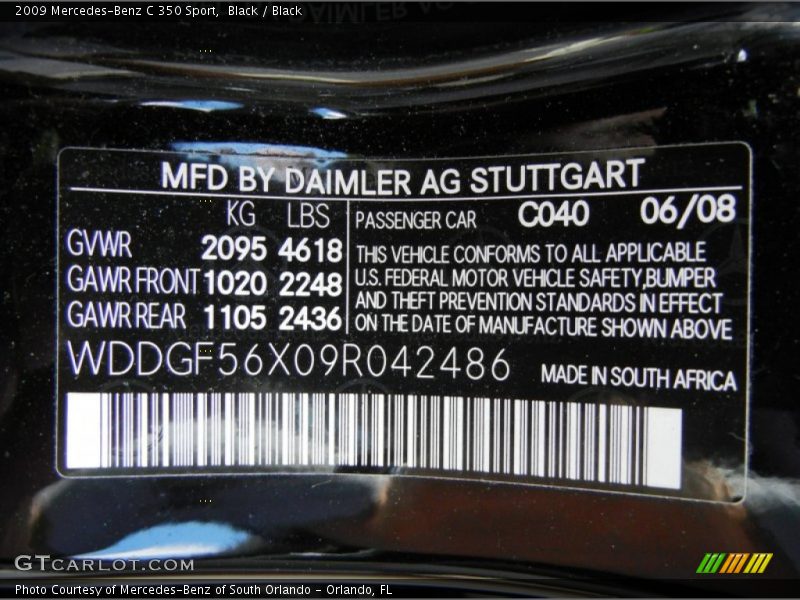 2009 Mercedes-Benz C 350 Sport,  Black / Black
MFD BY DAIMLER AG STUTTGART
KG LBS
GVWR 2095 4618
GAWR FRONT 1020 2248
GAWR REAR 1105 2436
PASSENGER CAR C040 06/08
THIS VEHICLE CONFORMS TO ALL APPLICABLE
U.S. FEDERAL MOTOR VEHICLE SAFETY,BUMPER
AND THEFT PREVENTION STANDARDS IN EFFECT
ON THE DATE OF MANUFACTURE SHOWN ABOVE
WDDGF56X09R042486
MADE IN SOUTH AFRICA
GTCARLOT.COM
Photo Courtesy of Mercedes-Benz of South Orlando - Orlando, FL